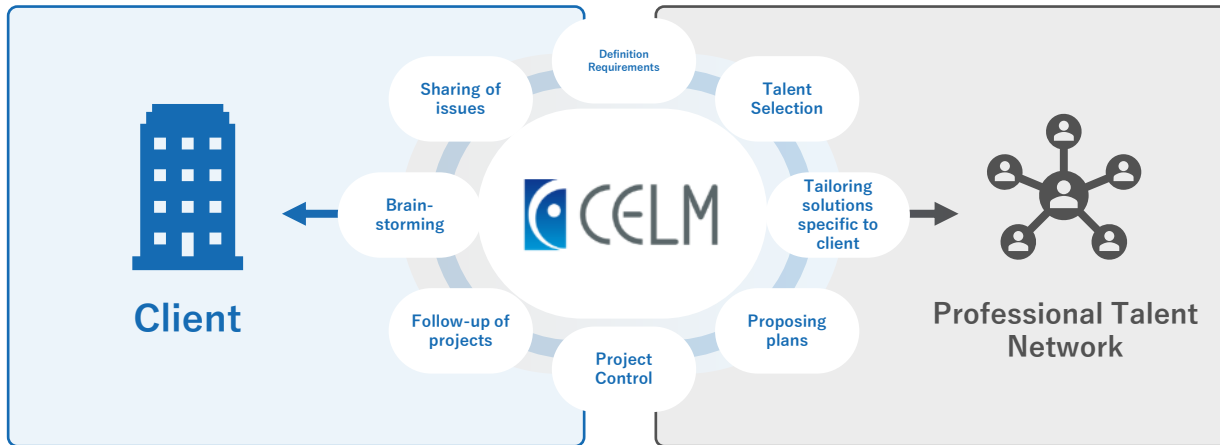 Definition
Requirements
Sharing of
issues
Talent
Selection
Brain-
storming
CELM
Tailoring
solutions
specific to
client
Client
Follow-up of
projects
Proposing
plans
Professional Talent
Network
Project
Control